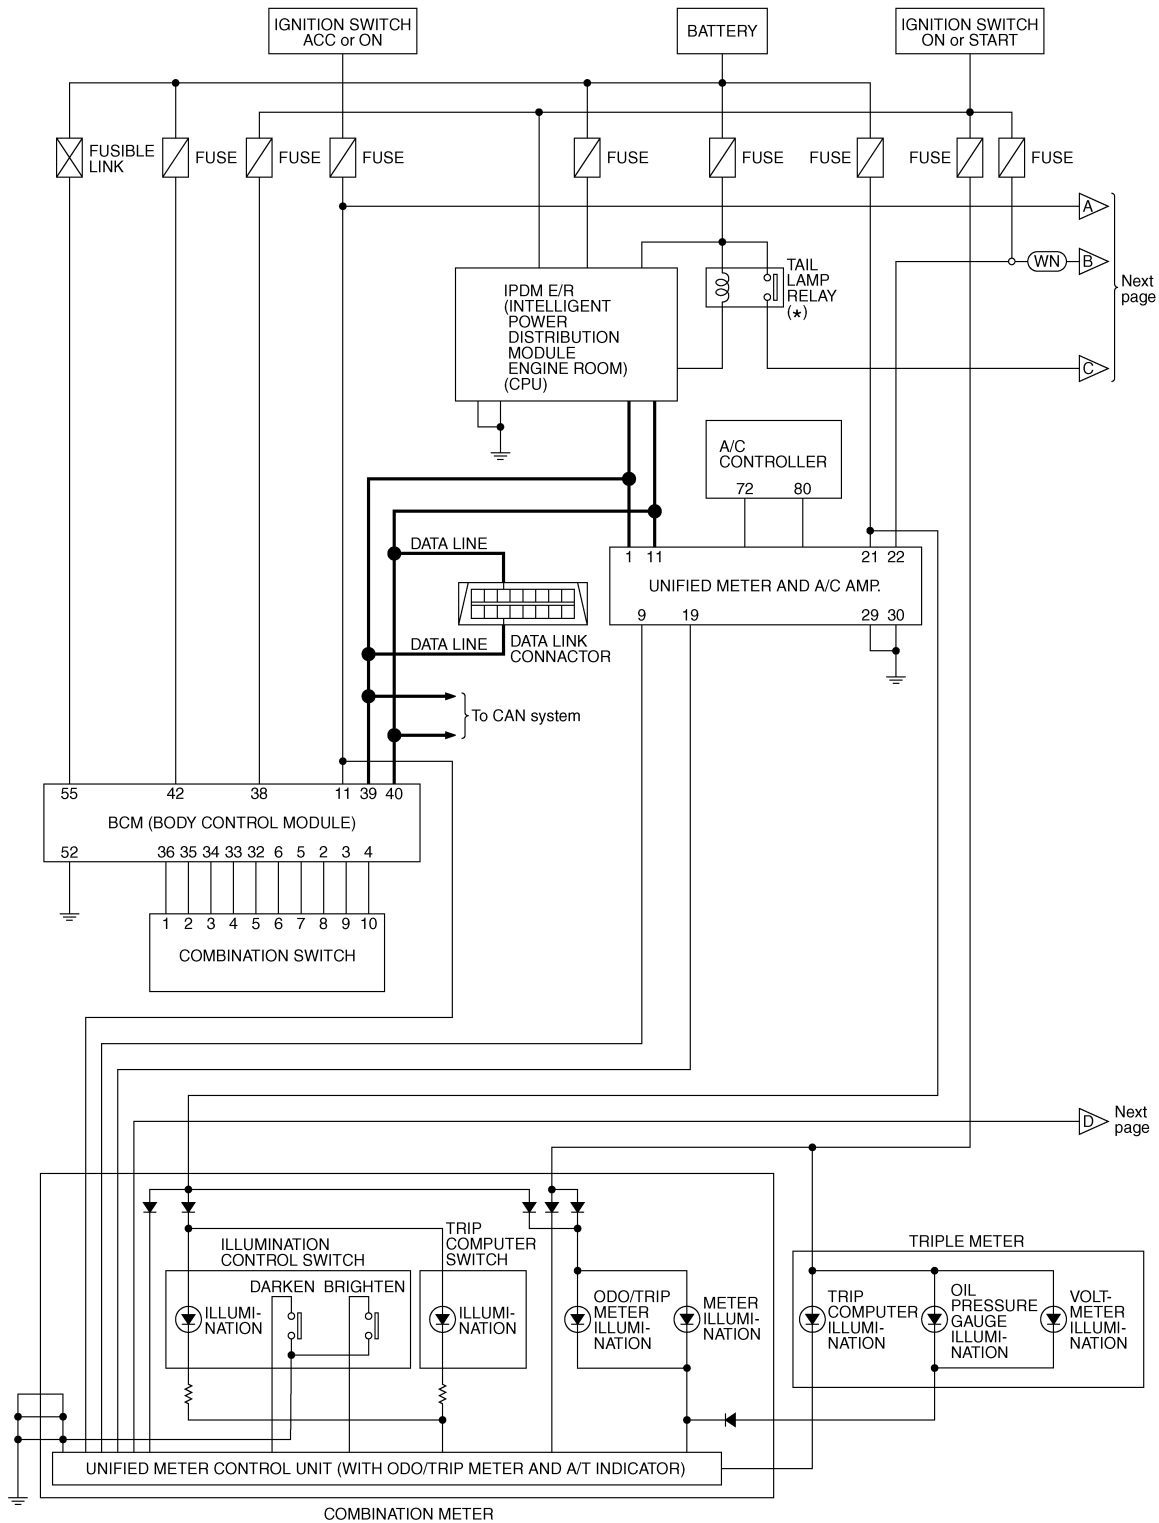 IGNITION SWITCH
ACC or ON
BATTERY
IGNITION SWITCH
ON or START
FUSIBLE
LINK
FUSE
FUSE
FUSE
FUSE
FUSE
FUSE
FUSE
FUSE
A
WN
B
Next
page
C
TAIL
LAMP
RELAY
(*)
IPDM E/R
(INTELLIGENT
POWER
DISTRIBUTION
MODULE
ENGINE ROOM)
(CPU)
A/C
CONTROLLER
72 80
1 11 21 22
UNIFIED METER AND A/C AMP.
9 19 29 30
DATA LINE
DATA LINE
DATA LINK
CONNACTOR
To CAN system
55 42 38 11 39 40
BCM (BODY CONTROL MODULE)
52 36 35 34 33 32 6 5 2 3 4
1 2 3 4 5 6 7 8 9 10
COMBINATION SWITCH
D
Next
page
ILLUMINATION
CONTROL SWITCH
TRIP
COMPUTER
SWITCH
DARKEN BRIGHTEN
ILLUMI-
NATION
ILLUMI-
NATION
ODO/TRIP
METER
ILLUMI-
NATION
METER
ILLUMI-
NATION
TRIPLE METER
TRIP
COMPUTER
ILLUMI-
NATION
OIL
PRESSURE
GAUGE
ILLUMI-
NATION
VOLT-
METER
ILLUMI-
NATION
UNIFIED METER CONTROL UNIT (WITH ODO/TRIP METER AND A/T INDICATOR)
COMBINATION METER